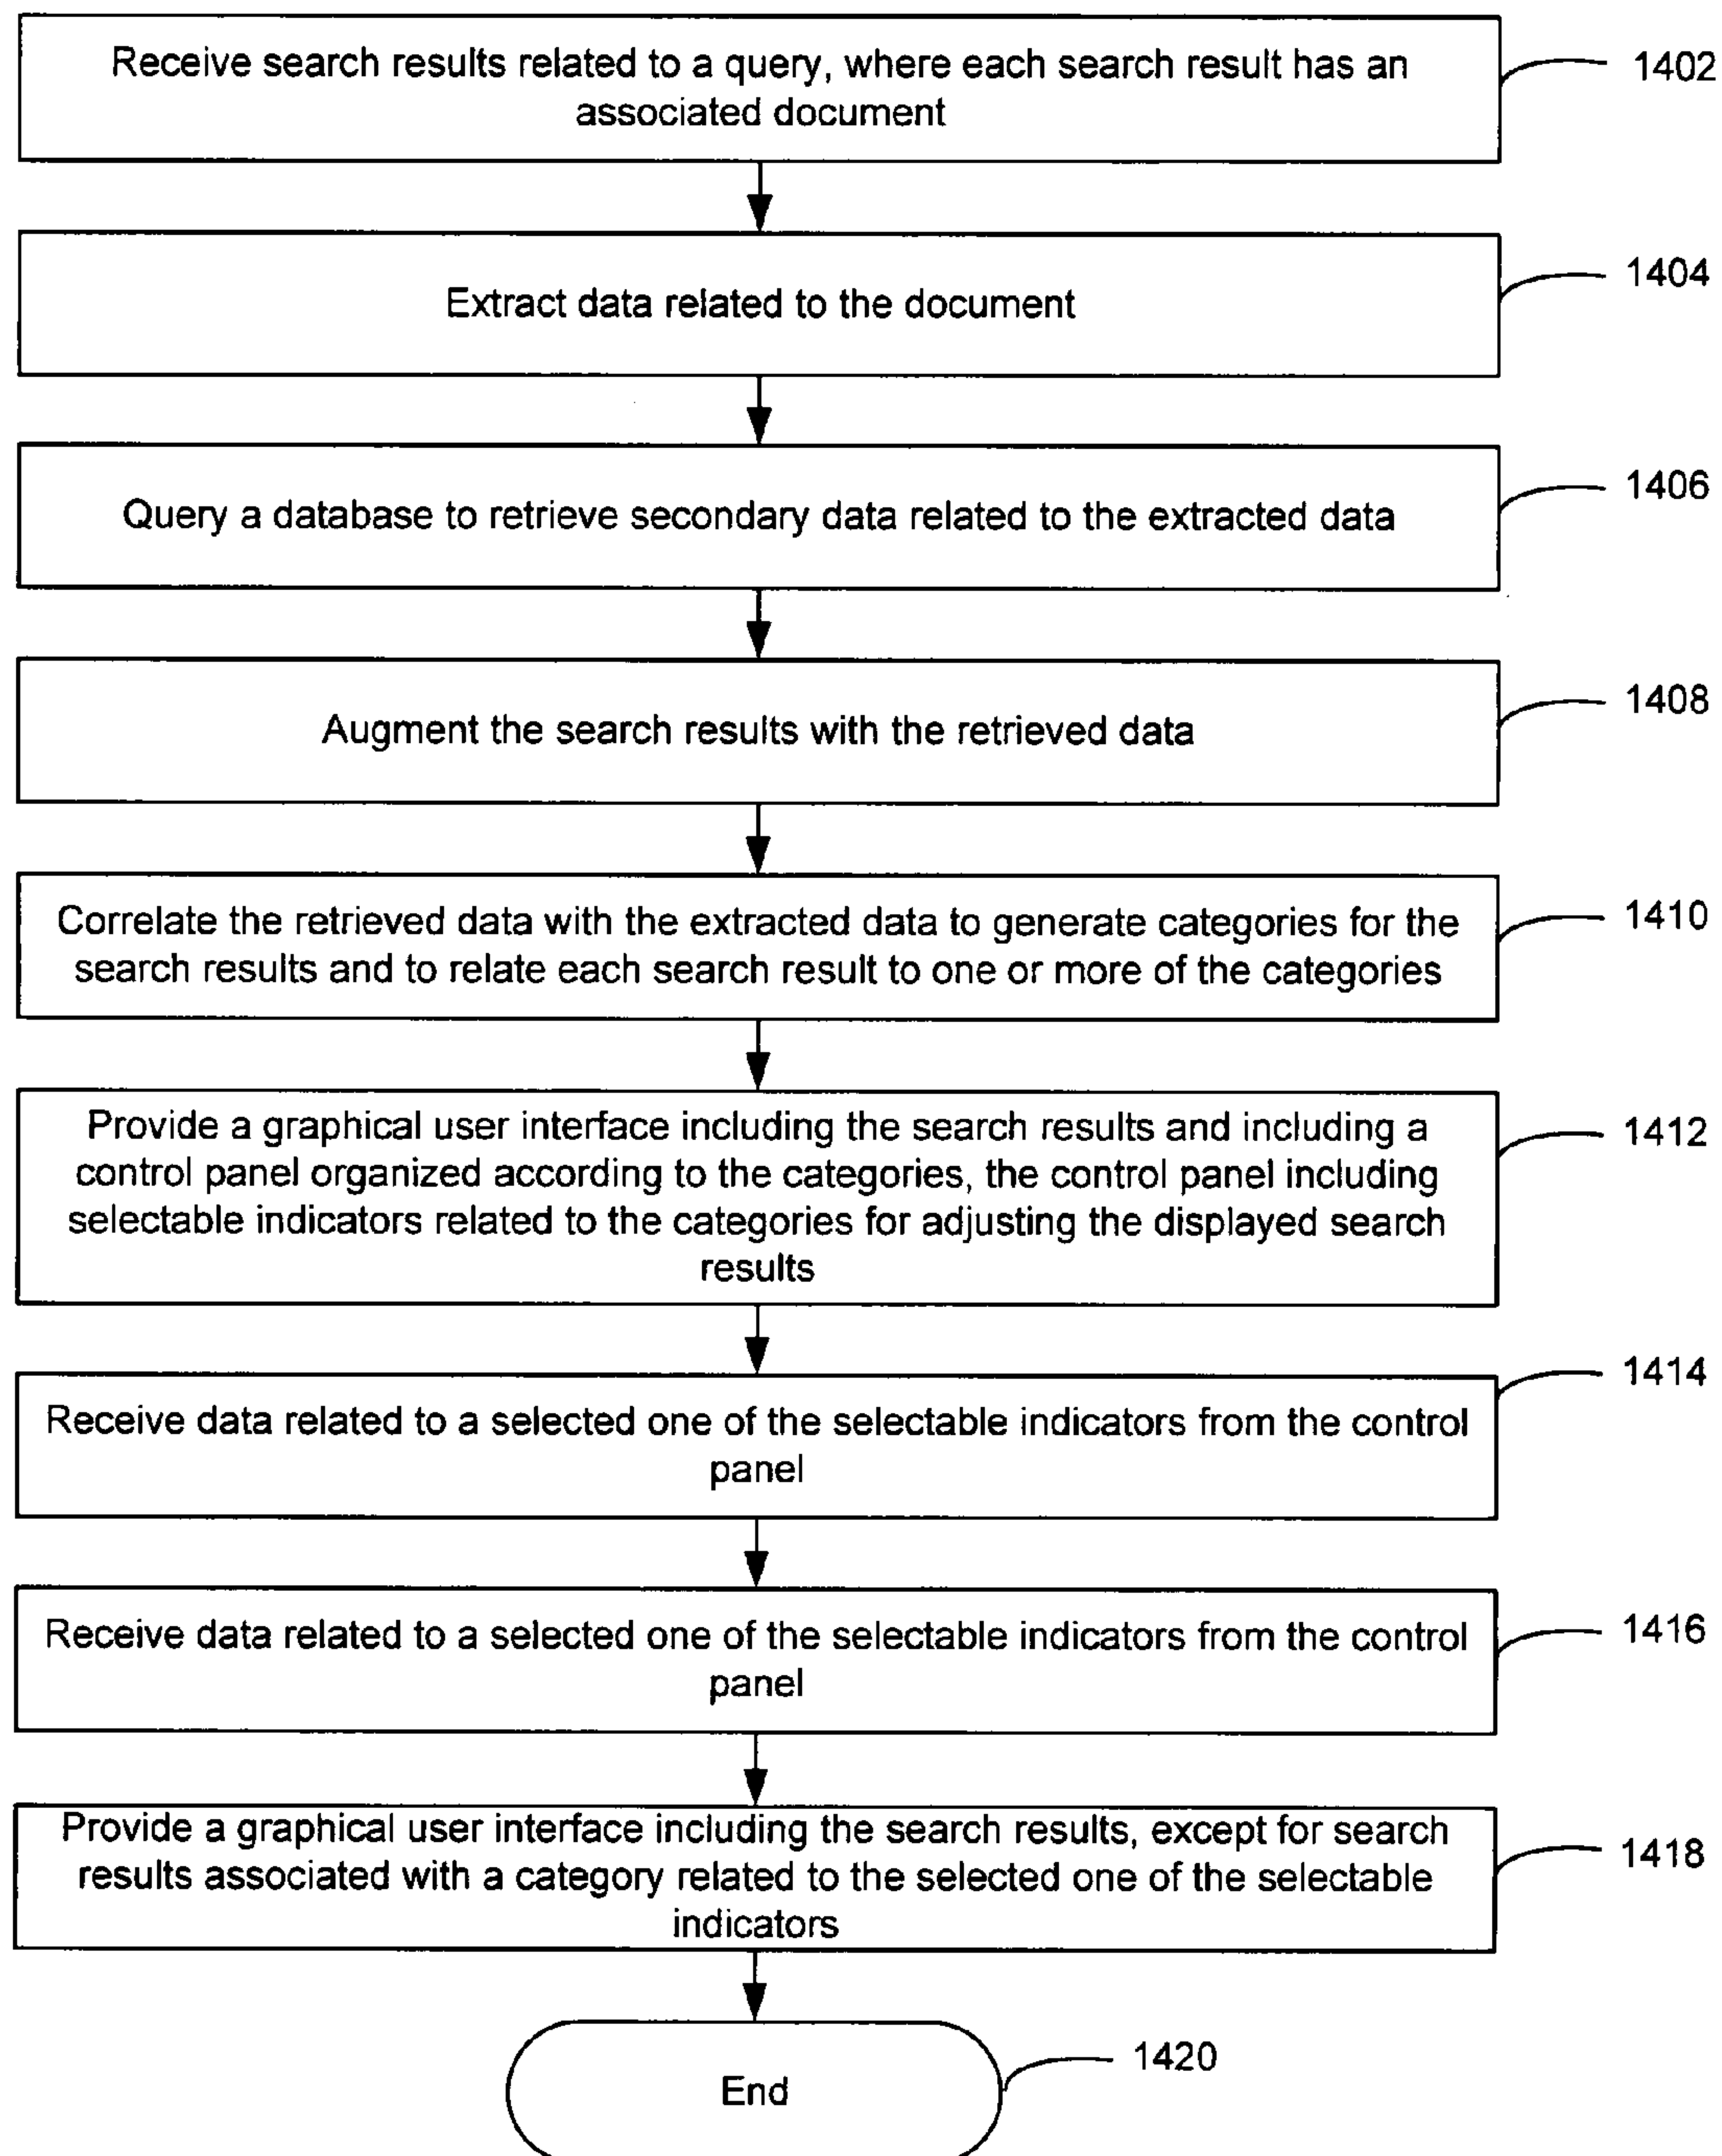 Receive search results related to a query, where each search result has an
associated document
1402
Extract data related to the document
1404
Query a database to retrieve secondary data related to the extracted data
1406
Augment the search results with the retrieved data
1408
Correlate the retrieved data with the extracted data to generate categories for the
search results and to relate each search result to one or more of the categories
1410
Provide a graphical user interface including the search results and including a
control panel organized according to the categories, the control panel including
selectable indicators related to the categories for adjusting the displayed search
results
1412
Receive data related to a selected one of the selectable indicators from the control
panel
1414
Receive data related to a selected one of the selectable indicators from the control
panel
1416
Provide a graphical user interface including the search results, except for search
results associated with a category related to the selected one of the selectable
indicators
1418
End
1420